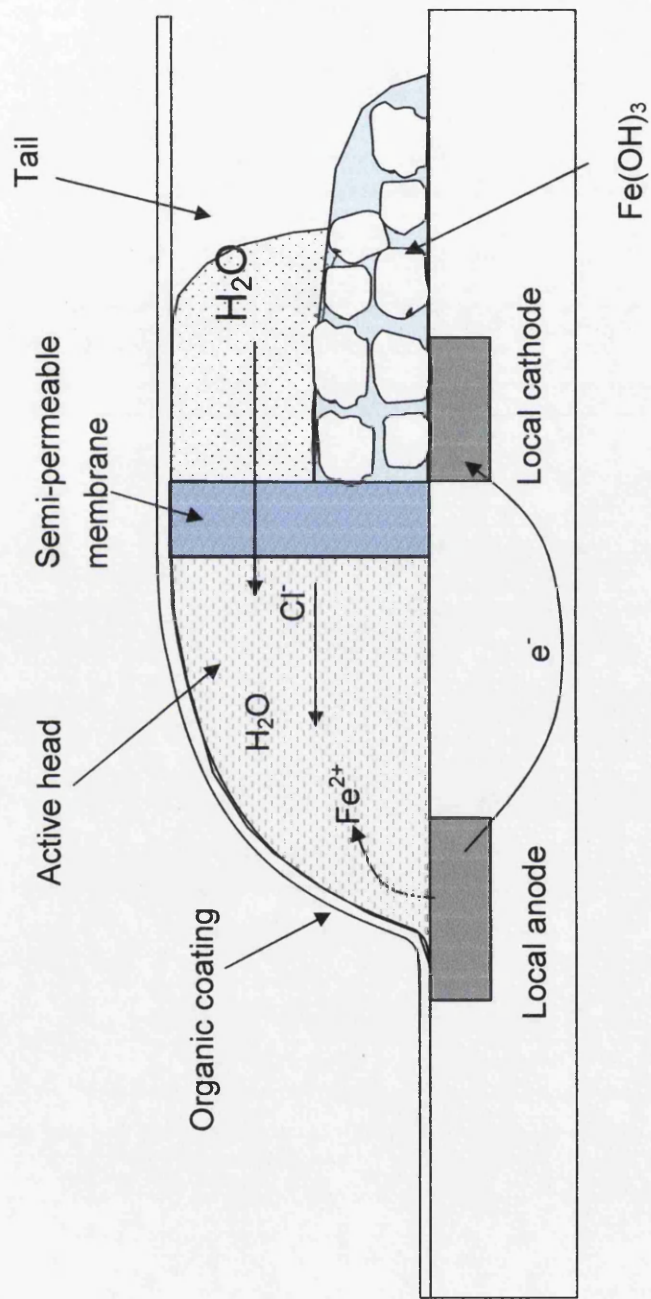 Organic coating
Active head
Semi-permeable
membrane
Tail
H₂O
H₂O
Cl⁻
Fe²⁺
e⁻
Local anode
Local cathode
Fe(OH)₃